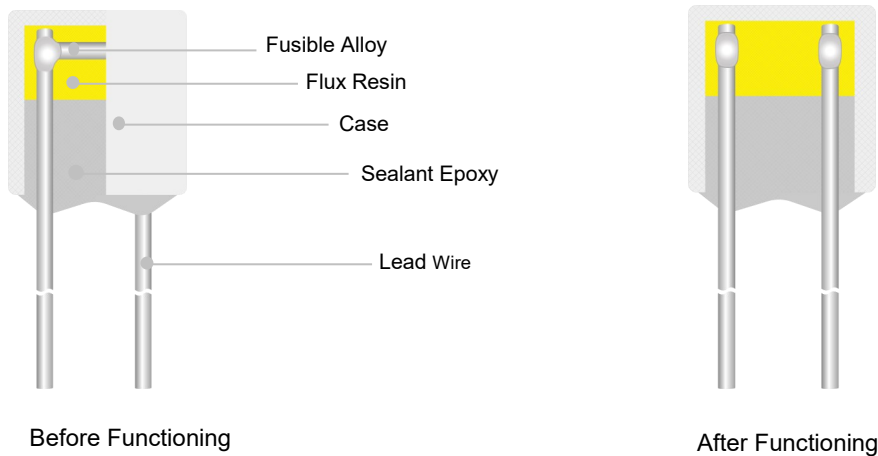 Fusible Alloy
Flux Resin
Case
Sealant Epoxy
Lead Wire
Before Functioning
After Functioning